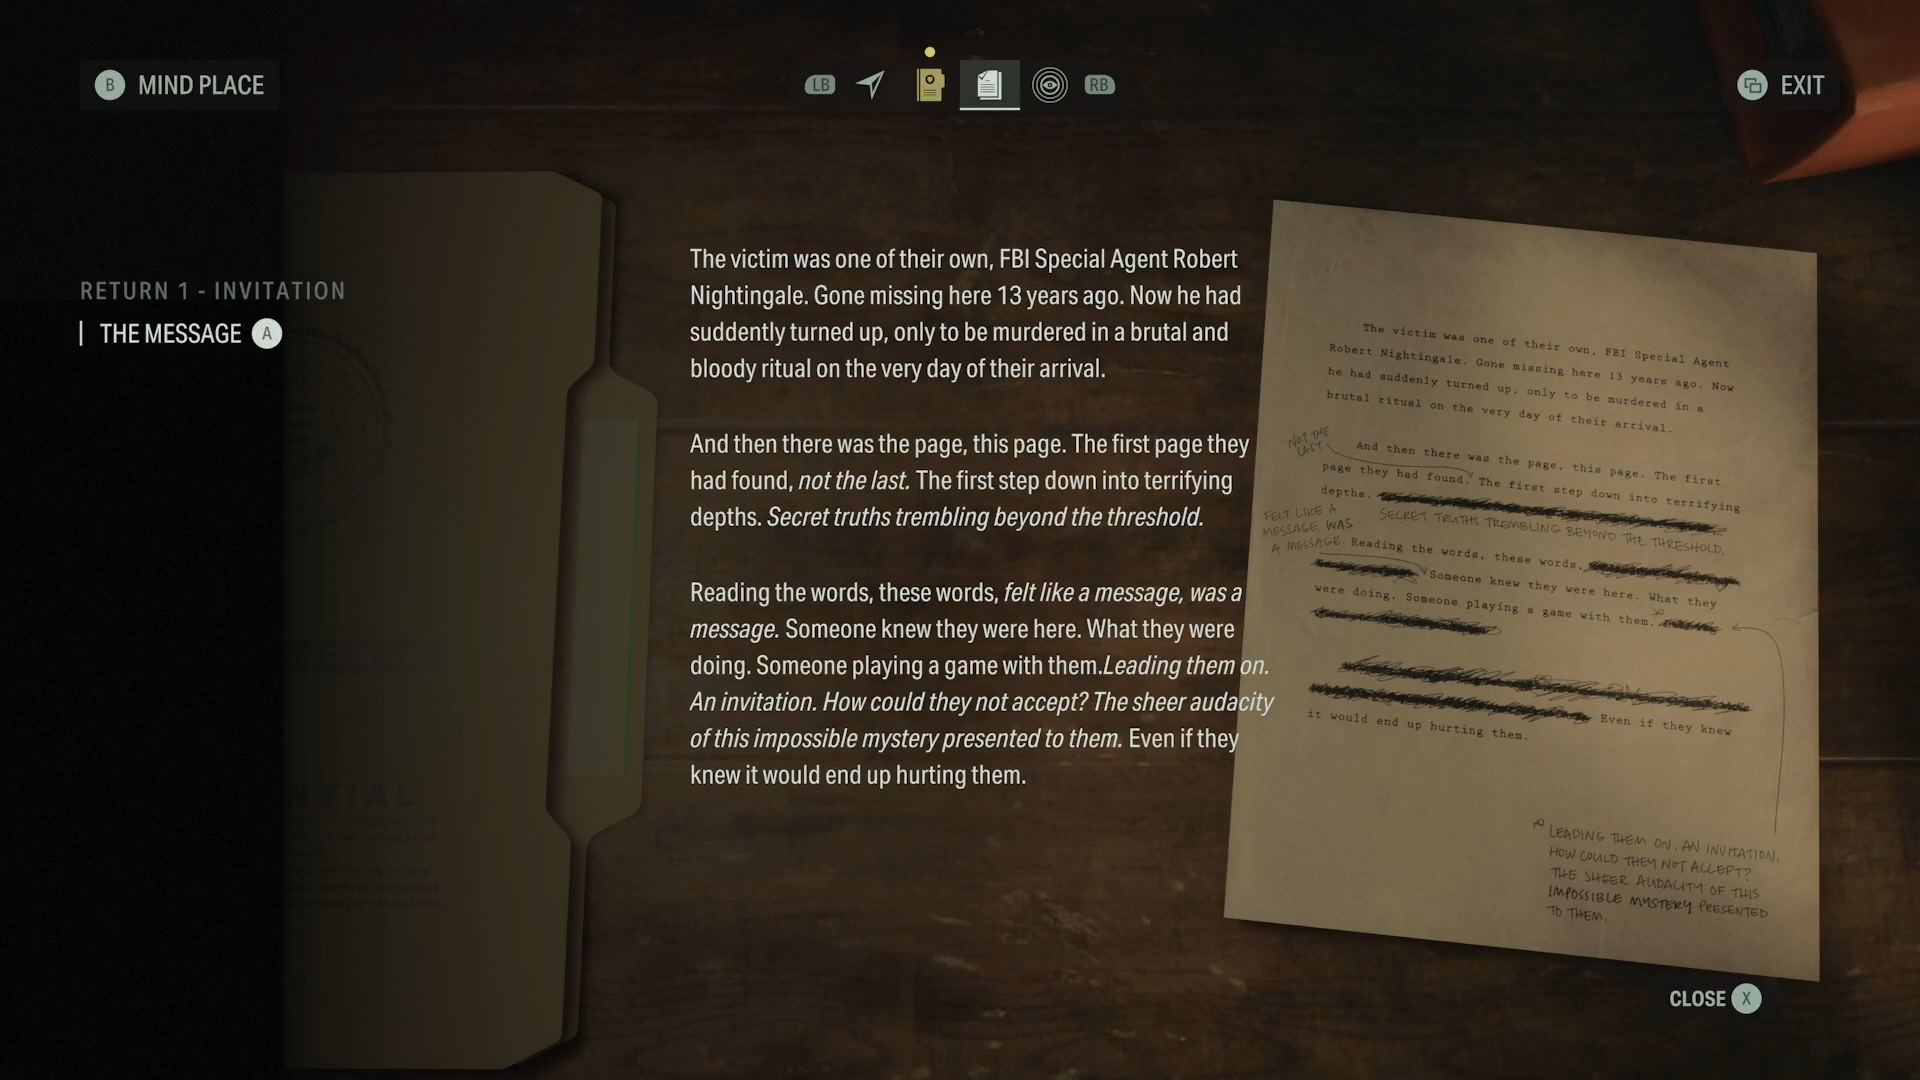 B MIND PLACE
LB
RB
EXIT
RETURN 1 - INVITATION
THE MESSAGE A
The victim was one of their own, FBI Special Agent Robert
Nightingale. Gone missing here 13 years ago. Now he had
suddently turned up, only to be murdered in a brutal and
bloody ritual on the very day of their arrival.
And then there was the page, this page. The first page they
had found, not the last. The first step down into terrifying
depths. Secret truths trembling beyond the threshold.
Reading the words, these words, felt like a message, was a
message. Someone knew they were here. What they were
doing. Someone playing a game with them.Leading them on.
An invitation. How could they not accept? The sheer audacity
of this impossible mystery presented to them. Even if they
knew it would end up hurting them.
The victim was one of their own, FBI Special Agent
Robert Nightingale. Gone missing here 13 years ago. Now
he had suddenly turned up, only to be murdered in a
brutal ritual on the very day of their arrival.
NOT THE
LAST.
And then there was the page, this page. The first
page they had found. The first step down into terrifying
depths.
SECRET TRUTHS TREMBLING BEYOND THE THRESHOLD.
FELT LIKE A
MESSAGE, WAS
A MESSAGE.
Reading the words, these words,
Someone knew they were here. What they
were doing. Someone playing a game with them.
Even if they knew
it would end up hurting them.
LEADING THEM ON. AN INVITATION.
HOW COULD THEY NOT ACCEPT?
THE SHEER AUDACITY OF THIS
IMPOSSIBLE MYSTERY PRESENTED
TO THEM.
NTIAL
CLOSE X